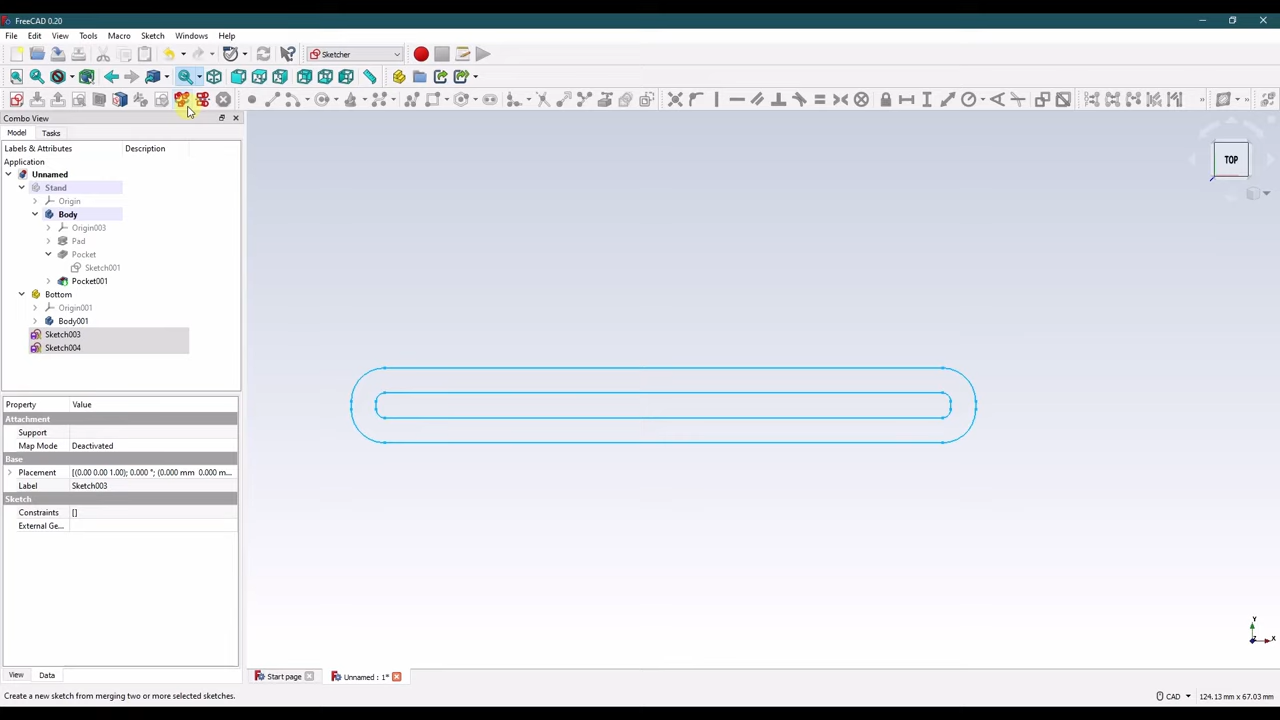 FreeCAD 0.20
File Edit View Tools Macro Sketch Windows Help
Sketcher
Combo View
Model Tasks
Labels & Attributes Description
Application
Unnamed
Stand
Origin
Body
Origin003
Pad
Pocket
Sketch001
Pocket001
Bottom
Origin001
Body001
Sketch003
Sketch004
TOP
Property Value
Attachment
Support
Map Mode Deactivated
Base
Placement [(0.00 0.00 1.00); 0.000 °; (0.000 mm 0.000 m...
Label Sketch003
Sketch
Constraints []
External Ge...
Y
Z X
View Data
Start page Unnamed : 1*
Create a new sketch from merging two or more selected sketches. CAD 124.13 mm x 67.03 mm